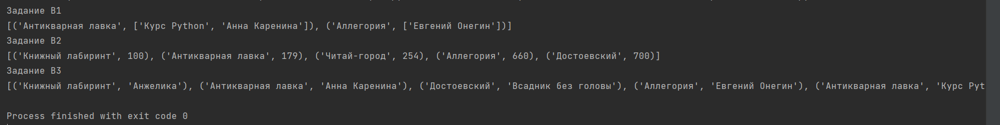 Задание В1
[('Антикварная лавка', ['Курс Python', 'Анна Каренина']), ('Аллегория', ['Евгений Онегин'])]
Задание В2
[('Книжный лабиринт', 100), ('Антикварная лавка', 179), ('Читай-город', 254), ('Аллегория', 660), ('Достоевский', 700)]
Задание В3
[('Книжный лабиринт', 'Анжелика'), ('Антикварная лавка', 'Анна Каренина'), ('Достоевский', 'Всадник без головы'), ('Аллегория', 'Евгений Онегин'), ('Антикварная лавка', 'Курс Pyt
Process finished with exit code 0